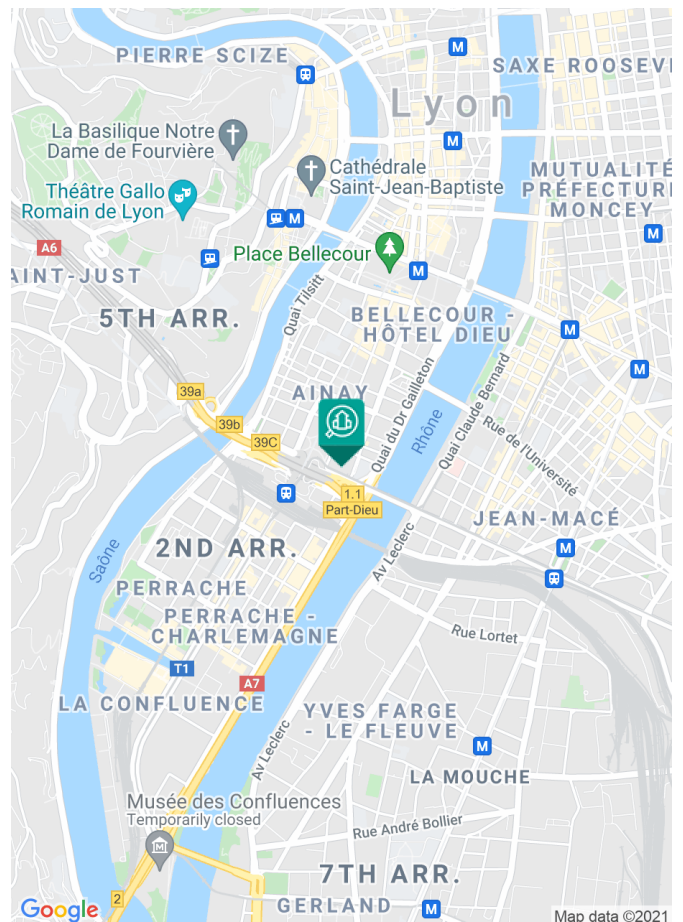 PIERRE SCIZE
M
SAXE ROOSEV
Lyon
La Basilique Notre
Dame de Fourvière
M
Cathédrale
Saint-Jean-Baptiste
MUTUALITÉ
PRÉFECTURE
MONCEY
Théâtre Gallo
Romain de Lyon
M
A6
Place Bellecour
M
M
AINT-JUST
Quai Tilsitt
5TH ARR.
BELLECOUR -
HÔTEL DIEU
M
M
39a
AINAY
39b
39C
Quai du Dr Gailleton
Rhône
Quai Claude Bernard
Rue de l'Université
1.1
Part-Dieu
JEAN-MACÉ
M
2ND ARR.
Saône
Av Leclerc
PERRACHE
PERRACHE -
CHARLEMAGNE
Rue Lortet
T1
A7
LA CONFLUENCE
YVES FARGE
- LE FLEUVE
Av Leclerc
M
LA MOUCHE
Musée des Confluences
Temporarily closed
Rue André Bollier
M
7TH ARR.
2
GERLAND
M
Google
Map data ©2021